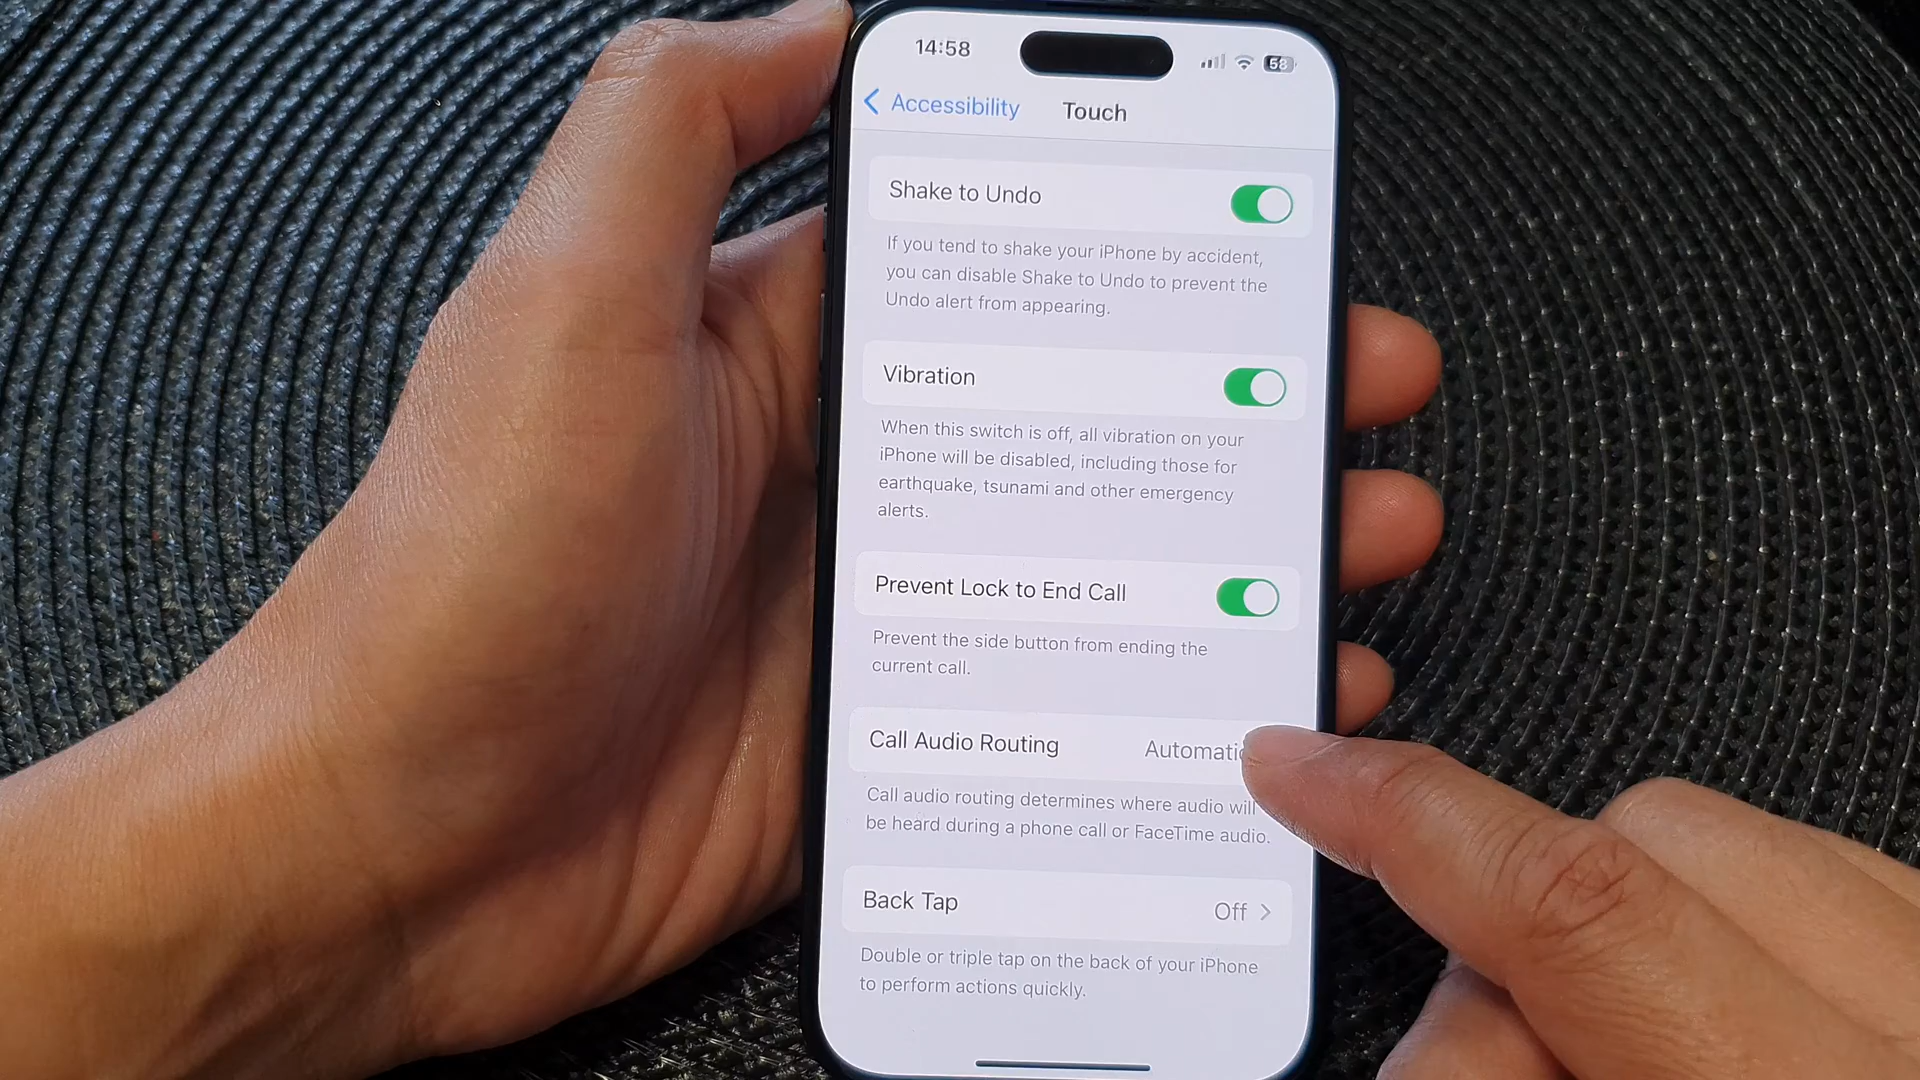 14:58
53
Accessibility
Touch
Shake to Undo
If you tend to shake your iPhone by accident,
you can disable Shake to Undo to prevent the
Undo alert from appearing.
Vibration
When this switch is off, all vibration on your
iPhone will be disabled, including those for
earthquake, tsunami and other emergency
alerts.
Prevent Lock to End Call
Prevent the side button from ending the
current call.
Call Audio Routing
Call audio routing determines where audio will
be heard during a phone call or FaceTime audio.
Back Tap
Off
Double or triple tap on the back of your iPhone
to perform actions quickly.